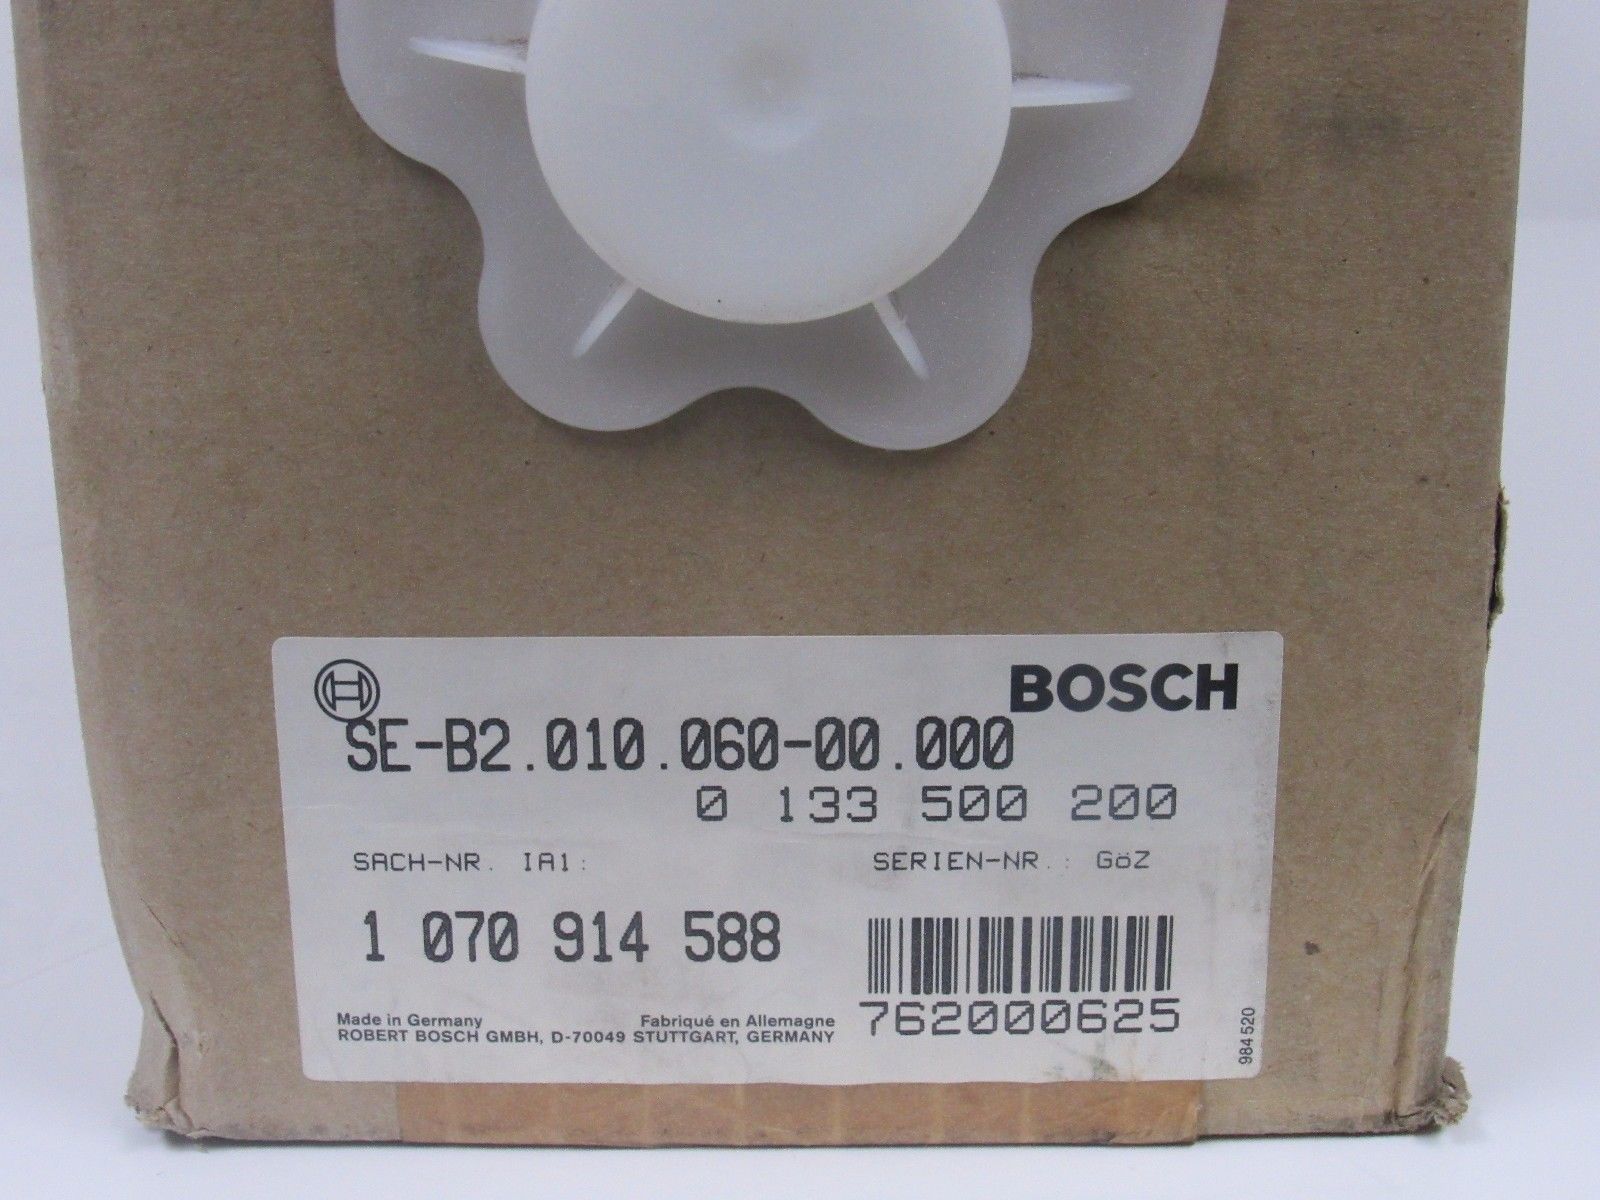 BOSCH
SE-B2.010.060-00.000
0 133 500 200
SACH-NR. IA1: SERIEN-NR.: GöZ
1 070 914 588
762000625
Made in Germany Fabriqué en Allemagne
ROBERT BOSCH GMBH, D-70049 STUTTGART, GERMANY
984 520